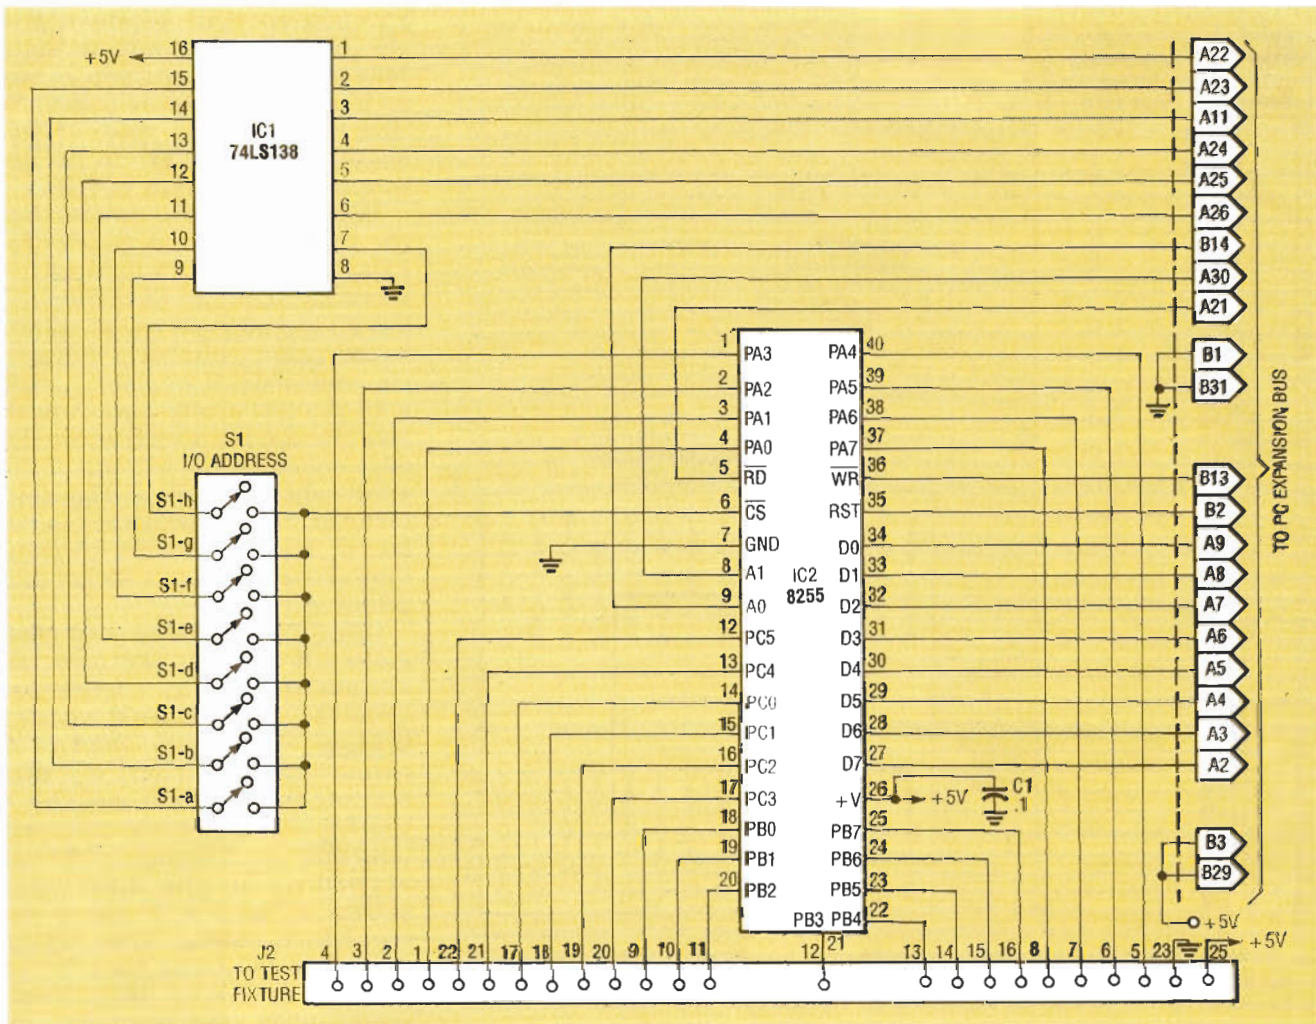 +5V
16
15
14
13
12
11
10
9
IC1
74LS138
1
2
3
4
5
6
7
8
A22
A23
A11
A24
A25
A26
B14
A30
A21
B1
B31
B13
B2
A9
A8
A7
A6
A5
A4
A3
A2
B3
B29
TO PC EXPANSION BUS
+5V
S1
I/O ADDRESS
S1-h
S1-g
S1-f
S1-e
S1-d
S1-c
S1-b
S1-a
1 PA3 PA4 40
2 PA2 PA5 39
3 PA1 PA6 38
4 PA0 PA7 37
5 RD WR 36
6 CS RST 35
7 GND D0 34
8 A1 D1 33
9 A0 D2 32
12 PC5 D3 31
13 PC4 D4 30
14 PC0 D5 29
15 PC1 D6 28
16 PC2 D7 27
17 PC3 +V 26
18 PB0 PB7 25
19 PB1 PB6 24
20 PB2 PB5 23
PB3 PB4 22
21
IC2
8255
+5V
C1
.1
J2
TO TEST
FIXTURE
4 3 2 1 22 21 17 18 19 20 9 10 11 12 13 14 15 16 8 7 6 5 23 25
+5V